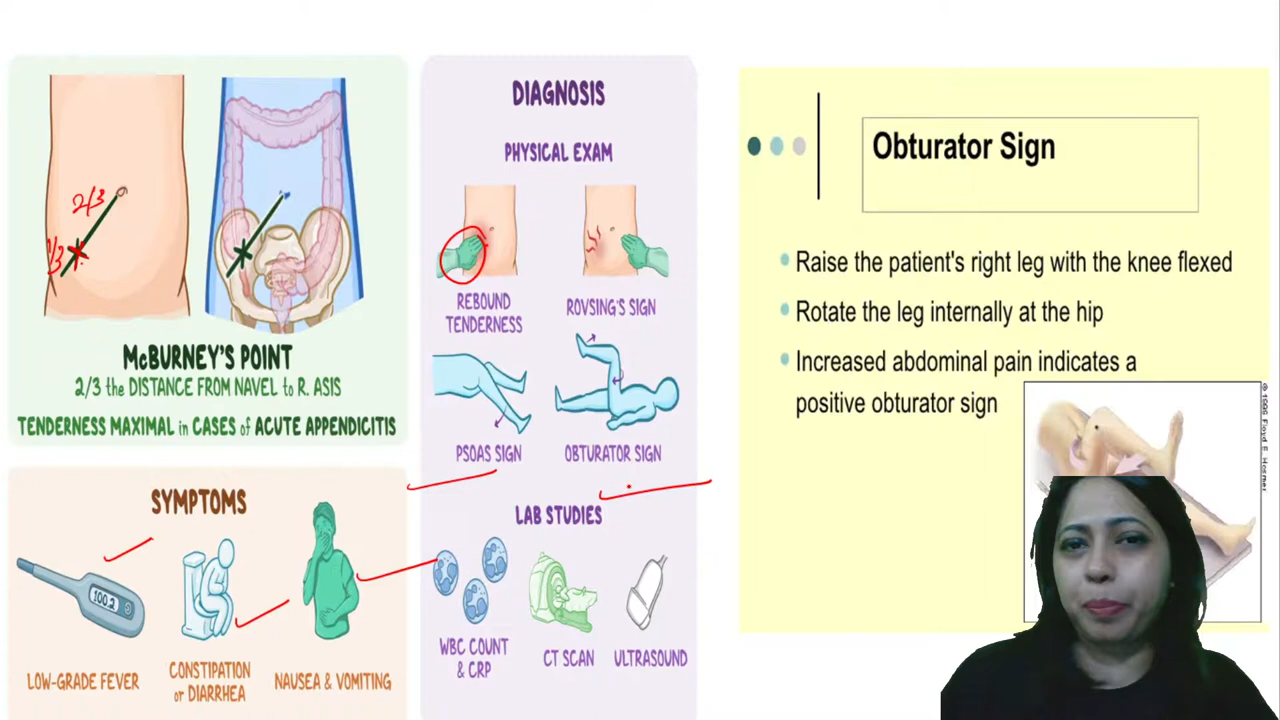 2/3
1/3
McBURNEY'S POINT
2/3 the DISTANCE FROM NAVEL to R. ASIS
TENDERNESS MAXIMAL in CASES of ACUTE APPENDICITIS
SYMPTOMS
100.2
LOW-GRADE FEVER
CONSTIPATION
or DIARRHEA
NAUSEA & VOMITING
DIAGNOSIS
PHYSICAL EXAM
REBOUND
TENDERNESS
ROVSING'S SIGN
PSOAS SIGN
OBTURATOR SIGN
LAB STUDIES
WBC COUNT
& CRP
CT SCAN
ULTRASOUND
Obturator Sign
Raise the patient's right leg with the knee flexed
Rotate the leg internally at the hip
Increased abdominal pain indicates a
positive obturator sign